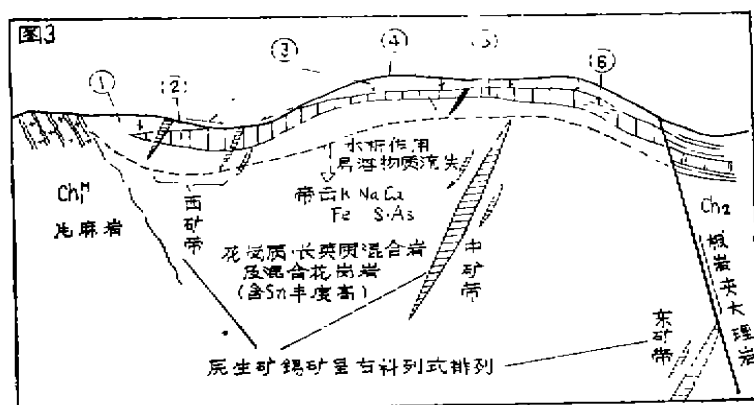 图3
① ② ③ ④ ⑤ ⑥
水析作用
易溶物质流失
带去K Na Ca
Fe S·As
Ch₁ᴹ
片麻岩
西矿带
花岗质·长英质混合岩
及混合花岗岩
(含Sn丰度高)
中矿带
Ch₂
板岩夹大理岩
东矿带
原生矿锡矿呈右斜列式排列